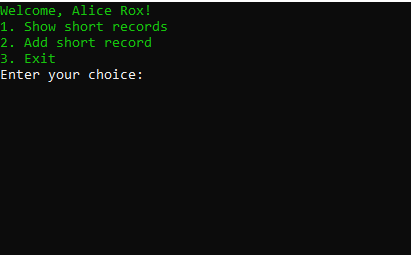 Welcome, Alice Rox!
1. Show short records
2. Add short record
3. Exit
Enter your choice: